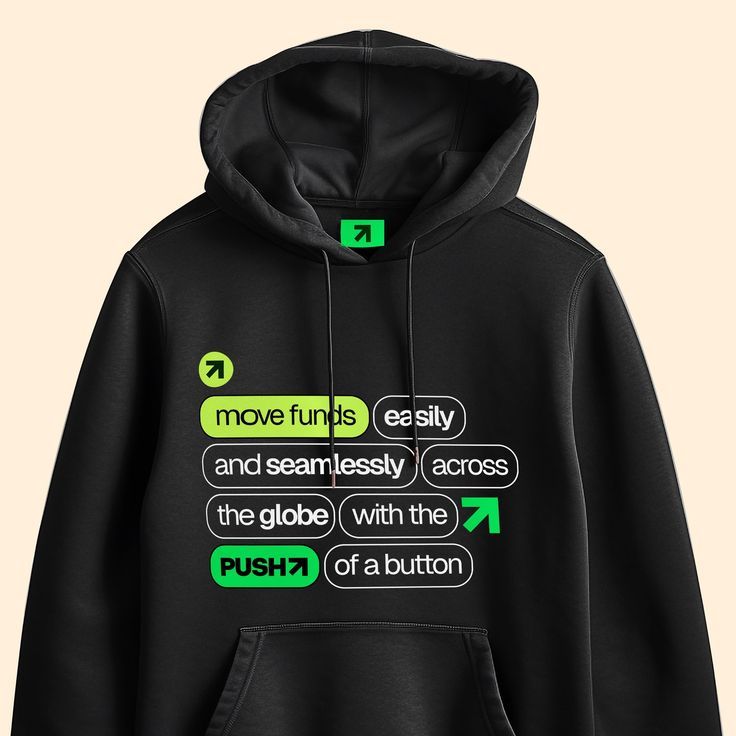 move funds easily
and seamlessly across
the globe with the
PUSH of a button